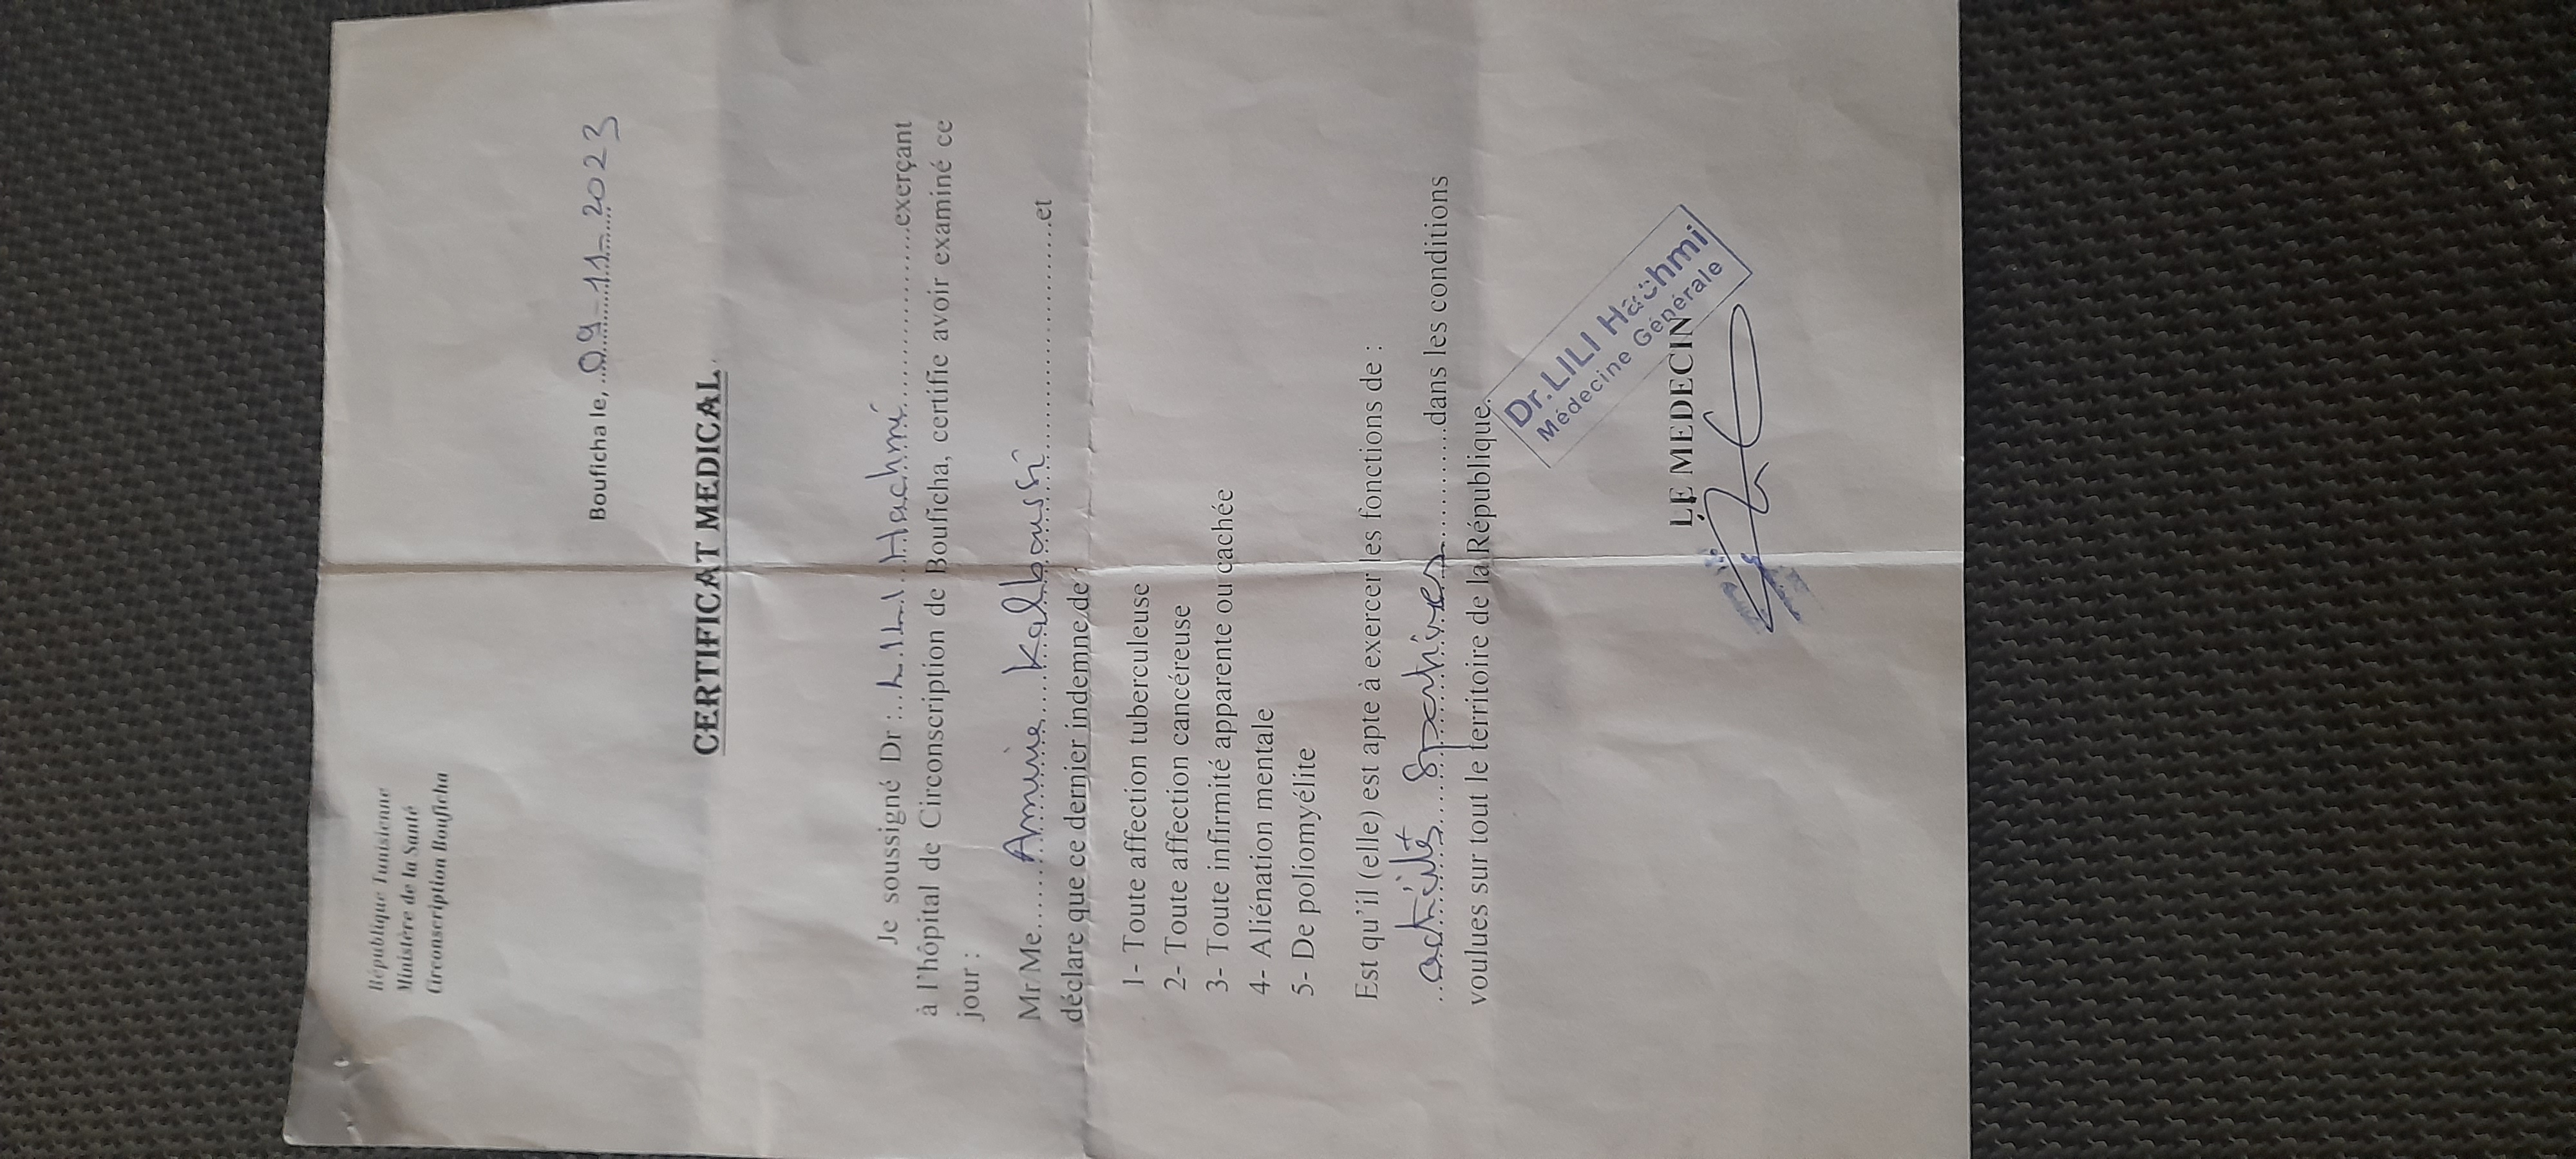 République Tunisienne
Ministère de la Santé
Circonscription Bouficha
Bouficha le, 09-11-2023
CERTIFICAT MEDICAL
Je soussigné Dr : Lili Hachmi exerçant
à l'hôpital de Circonscription de Bouficha, certifie avoir examiné ce
jour :
Mr Me Amine Kalboussi et
déclare que ce dernier indemne de :
1- Toute affection tuberculeuse
2- Toute affection cancéreuse
3- Toute infirmité apparente ou cachée
4- Aliénation mentale
5- De poliomyélite
Est qu'il (elle) est apte à exercer les fonctions de :
activités sportives dans les conditions
voulues sur tout le territoire de la République.
Dr. LILI Hachmi
Médecine Générale
LE MEDECIN